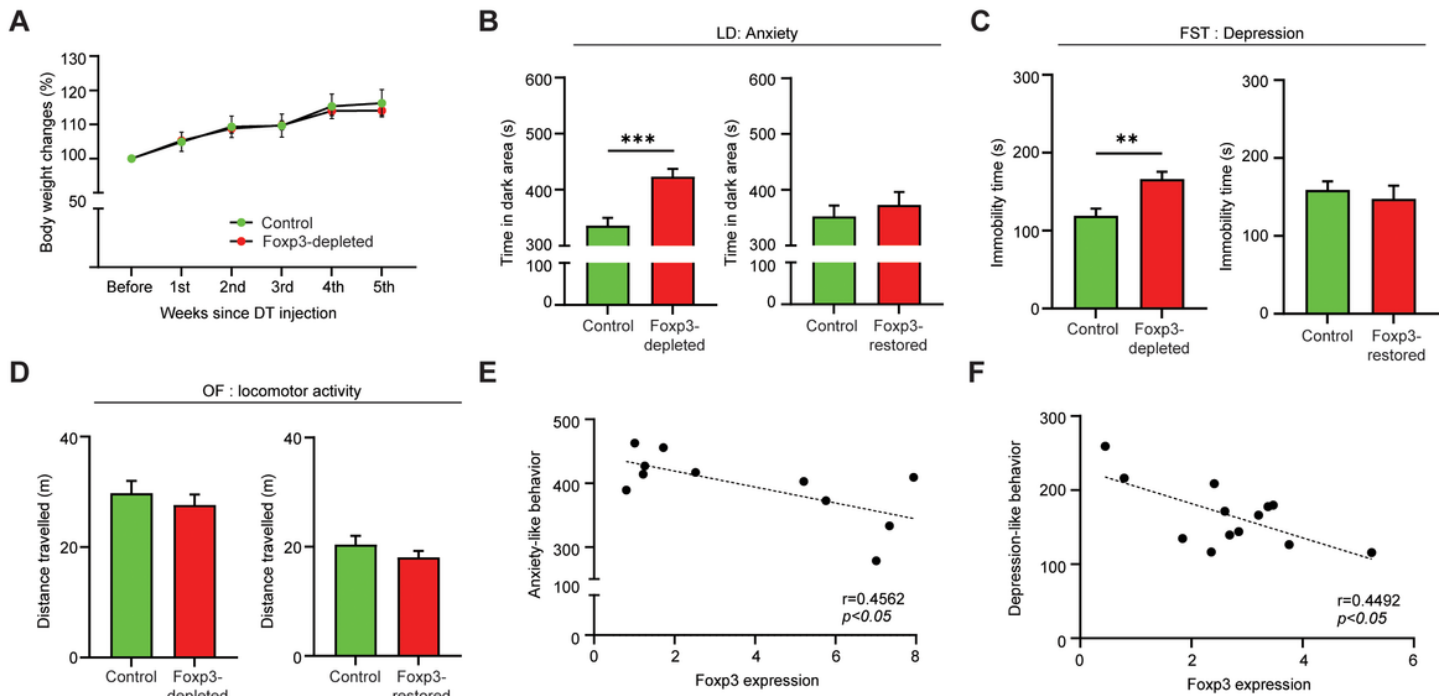 A
Body weight changes (%)
130
120
110
100
50
Control
Foxp3-depleted
Before 1st 2nd 3rd 4th 5th
Weeks since DT injection
B
LD: Anxiety
Time in dark area (s)
600
500
400
300
100
0
***
Control Foxp3-
depleted
Time in dark area (s)
600
500
400
300
100
0
Control Foxp3-
restored
C
FST : Depression
Immobility time (s)
300
200
100
0
**
Control Foxp3-
depleted
Immobility time (s)
300
200
100
0
Control Foxp3-
restored
D
OF : locomotor activity
Distance travelled (m)
40
20
0
Control Foxp3-
depleted
Distance travelled (m)
40
20
0
Control Foxp3-
restored
E
Anxiety-like behavior
500
400
300
100
0
r=0.4562
p<0.05
0 2 4 6 8
Foxp3 expression
F
Depression-like behavior
300
200
100
0
r=0.4492
p<0.05
0 2 4 6
Foxp3 expression